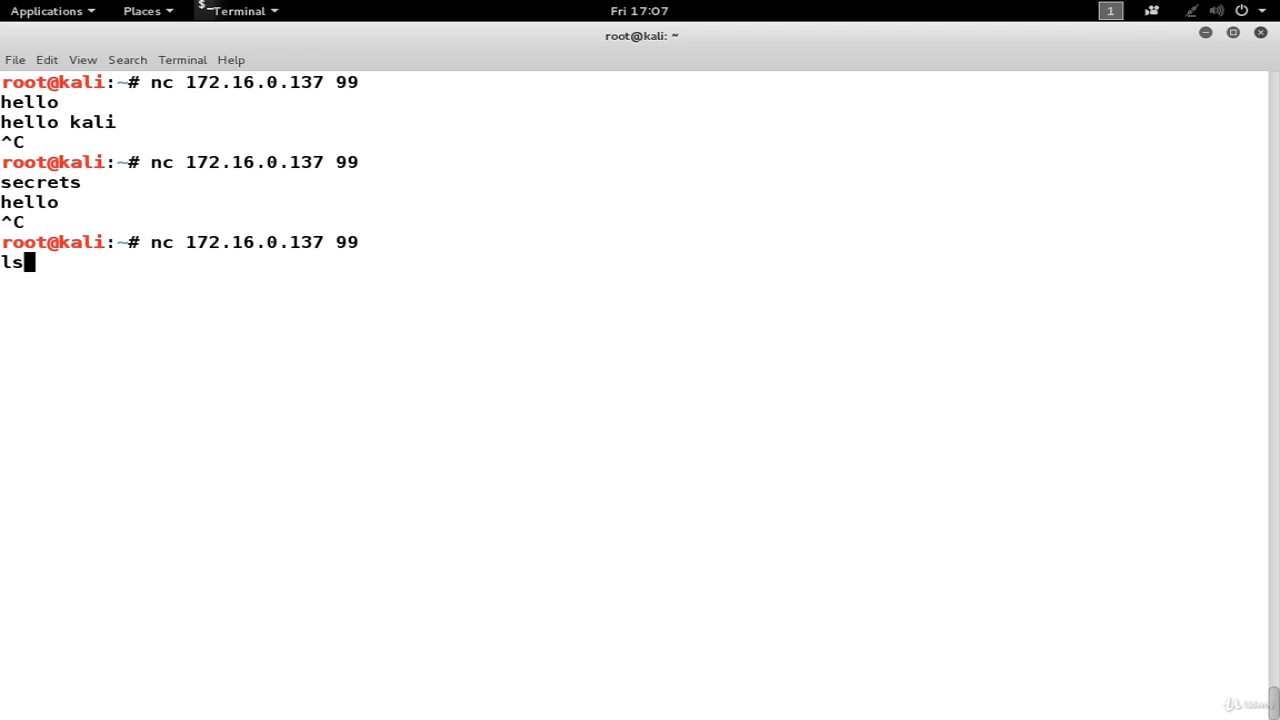 Applications Places $_ Terminal Fri 17:07 1
root@kali: ~
File Edit View Search Terminal Help
root@kali:~# nc 172.16.0.137 99
hello
hello kali
^C
root@kali:~# nc 172.16.0.137 99
secrets
hello
^C
root@kali:~# nc 172.16.0.137 99
ls
Udemy